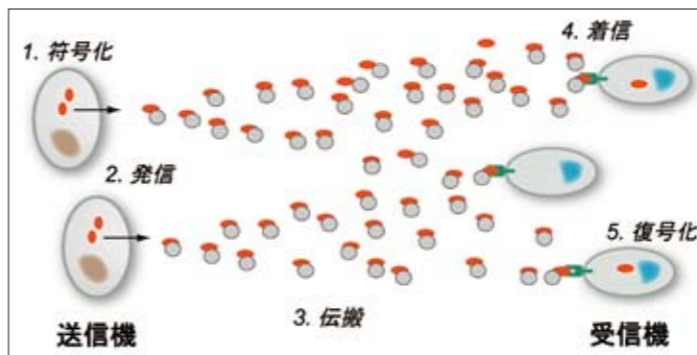 1. 符号化
4. 着信
2. 発信
5. 復号化
3. 伝搬
送信機
受信機